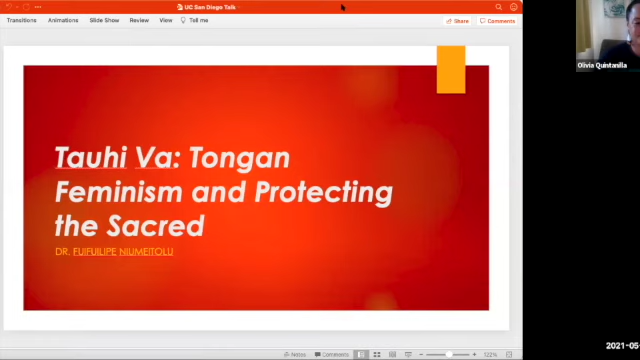 UC San Diego Talk
Transitions Animations Slide Show Review View Tell me Share Comments
Olivia Quintanilla
Tauhi Va: Tongan
Feminism and Protecting
the Sacred
DR. FUIFUILUPE NIUMEITOLU
Notes Comments 122%
2021-05